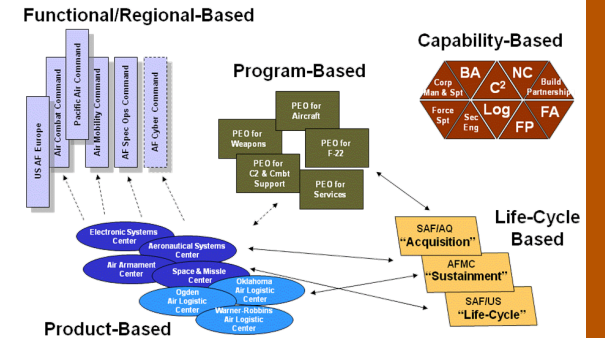 Functional/Regional-Based
US AF Europe
Air Combat Command
Pacific Air Command
Air Mobility Command
AF Spec Ops Command
AF Cyber Command
Program-Based
PEO for
Aircraft
PEO for
Weapons
PEO for
F-22
PEO for
C2 & Cmbt
Support
PEO for
Services
Capability-Based
Corp
Man & Spt
BA
C2
NC
Build
Partnership
Force
Spt
Sec
Eng
Log
FP
FA
Electronic Systems
Center
Aeronautical Systems
Center
Air Armament
Center
Space & Missle
Center
Oklahoma
Air Logistic
Center
Ogden
Air Logistic
Center
Warner-Robbins
Air Logistic
Center
Product-Based
SAF/AQ
“Acquisition”
AFMC
“Sustainment”
SAF/US
“Life-Cycle”
Life-Cycle
Based